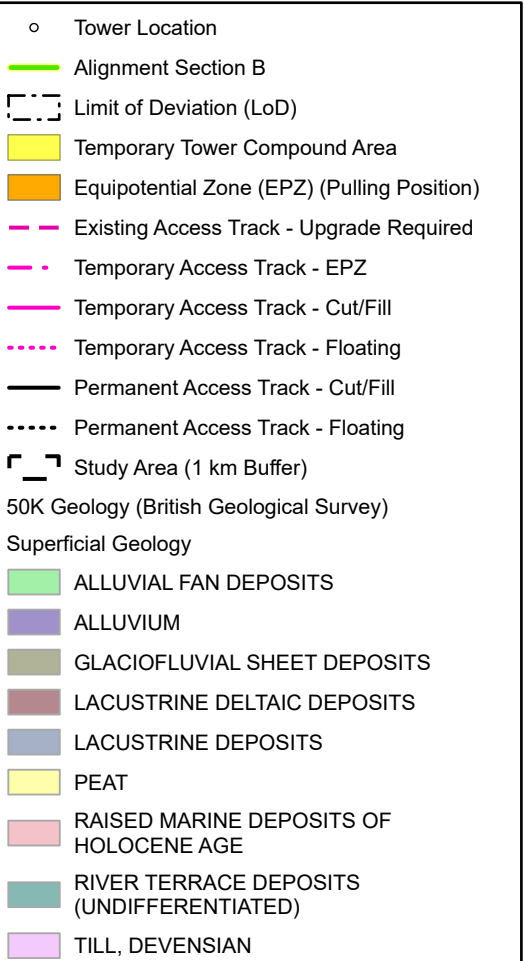 Tower Location
Alignment Section B
Limit of Deviation (LoD)
Temporary Tower Compound Area
Equipotential Zone (EPZ) (Pulling Position)
Existing Access Track - Upgrade Required
Temporary Access Track - EPZ
Temporary Access Track - Cut/Fill
Temporary Access Track - Floating
Permanent Access Track - Cut/Fill
Permanent Access Track - Floating
Study Area (1 km Buffer)
50K Geology (British Geological Survey)
Superficial Geology
ALLUVIAL FAN DEPOSITS
ALLUVIUM
GLACIOFLUVIAL SHEET DEPOSITS
LACUSTRINE DELTAIC DEPOSITS
LACUSTRINE DEPOSITS
PEAT
RAISED MARINE DEPOSITS OF
HOLOCENE AGE
RIVER TERRACE DEPOSITS
(UNDIFFERENTIATED)
TILL, DEVENSIAN